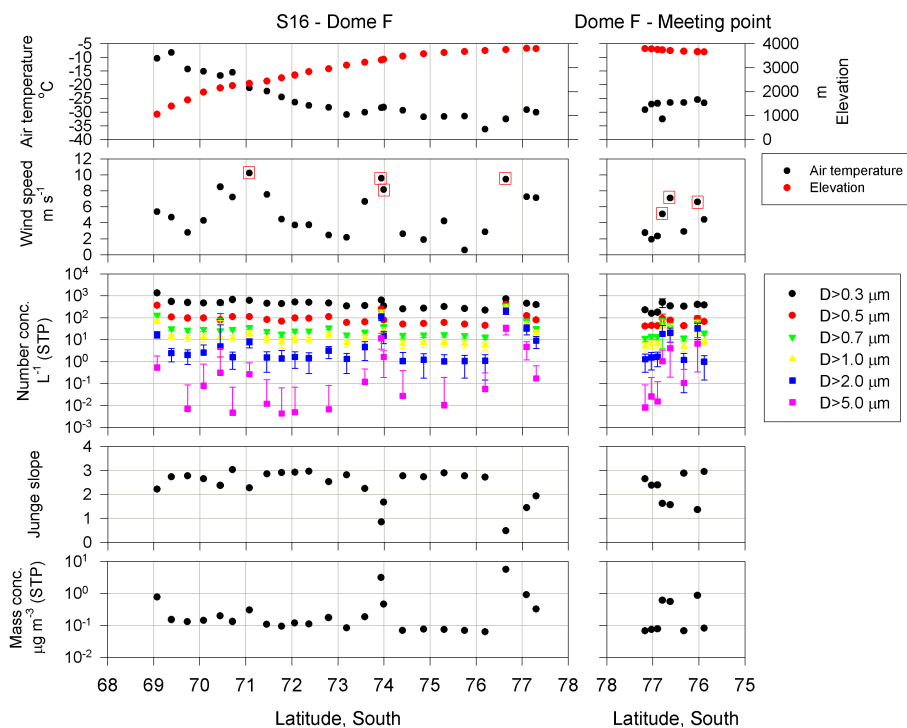 S16 - Dome F
Dome F - Meeting point
Air temperature
°C
-5
-10
-15
-20
-25
-30
-35
-40
4000
3000
2000
1000
0
m
Elevation
Wind speed
m s-1
12
10
8
6
4
2
0
Air temperature
Elevation
Number conc.
L-1 (STP)
10^4
10^3
10^2
10^1
10^0
10^-1
10^-2
10^-3
D>0.3 μm
D>0.5 μm
D>0.7 μm
D>1.0 μm
D>2.0 μm
D>5.0 μm
Junge slope
4
3
2
1
0
Mass conc.
μg m-3 (STP)
10^1
10^0
10^-1
10^-2
68 69 70 71 72 73 74 75 76 77 78
78 77 76 75
Latitude, South
Latitude, South